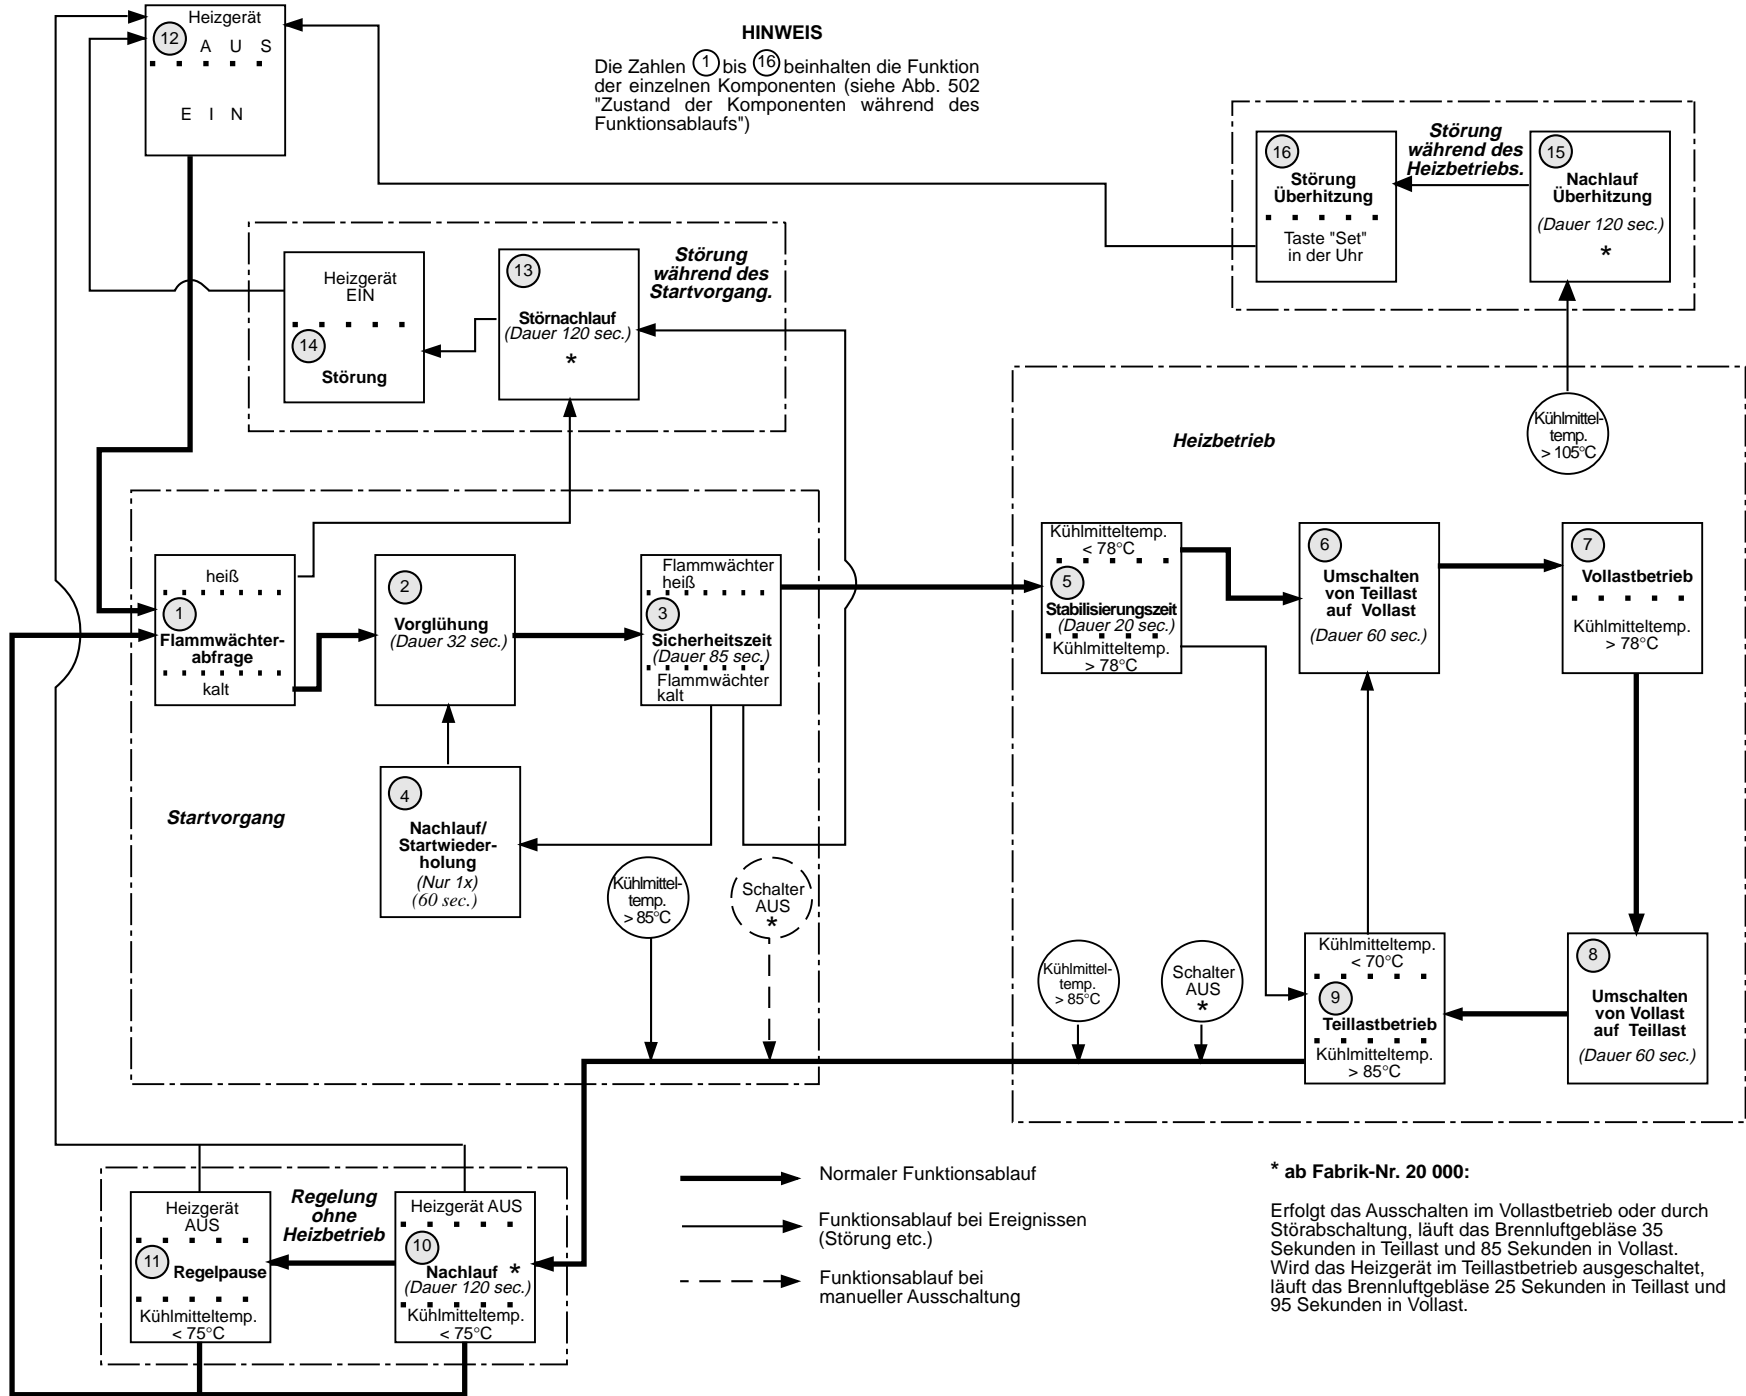 Heizgerät
12
A U S
E I N
HINWEIS
Die Zahlen 1 bis 16 beinhalten die Funktion
der einzelnen Komponenten (siehe Abb. 502
"Zustand der Komponenten während des
Funktionsablaufs")
16
Störung
Überhitzung
Taste "Set"
in der Uhr
Störung
während des
Heizbetriebs.
15
Nachlauf
Überhitzung
(Dauer 120 sec.)
*
Heizgerät
EIN
14
Störung
13
Störnachlauf
(Dauer 120 sec.)
*
Störung
während des
Startvorgang.
Kühlmittel-
temp.
> 105°C
Heizbetrieb
heiß
1
Flammwächter-
abfrage
kalt
2
Vorglühung
(Dauer 32 sec.)
Flammwächter
heiß
3
Sicherheitszeit
(Dauer 85 sec.)
Flammwächter
kalt
Kühlmitteltemp.
< 78°C
5
Stabilisierungszeit
(Dauer 20 sec.)
Kühlmitteltemp.
> 78°C
6
Umschalten
von Teillast
auf Vollast
(Dauer 60 sec.)
7
Vollastbetrieb
Kühlmitteltemp.
> 78°C
Startvorgang
4
Nachlauf/
Startwieder-
holung
(Nur 1x)
(60 sec.)
Kühlmittel-
temp.
> 85°C
Schalter
AUS
*
Kühlmittel-
temp.
> 85°C
Schalter
AUS
*
Kühlmitteltemp.
< 70°C
9
Teillastbetrieb
Kühlmitteltemp.
> 85°C
8
Umschalten
von Vollast
auf Teillast
(Dauer 60 sec.)
Heizgerät
AUS
11
Regelpause
Kühlmitteltemp.
< 75°C
Regelung
ohne
Heizbetrieb
Heizgerät AUS
10
Nachlauf *
(Dauer 120 sec.)
Kühlmitteltemp.
< 75°C
Normaler Funktionsablauf
Funktionsablauf bei Ereignissen
(Störung etc.)
Funktionsablauf bei
manueller Ausschaltung
* ab Fabrik-Nr. 20 000:
Erfolgt das Ausschalten im Vollastbetrieb oder durch
Störabschaltung, läuft das Brennluftgebläse 35
Sekunden in Teillast und 85 Sekunden in Vollast.
Wird das Heizgerät im Teillastbetrieb ausgeschaltet,
läuft das Brennluftgebläse 25 Sekunden in Teillast und
95 Sekunden in Vollast.